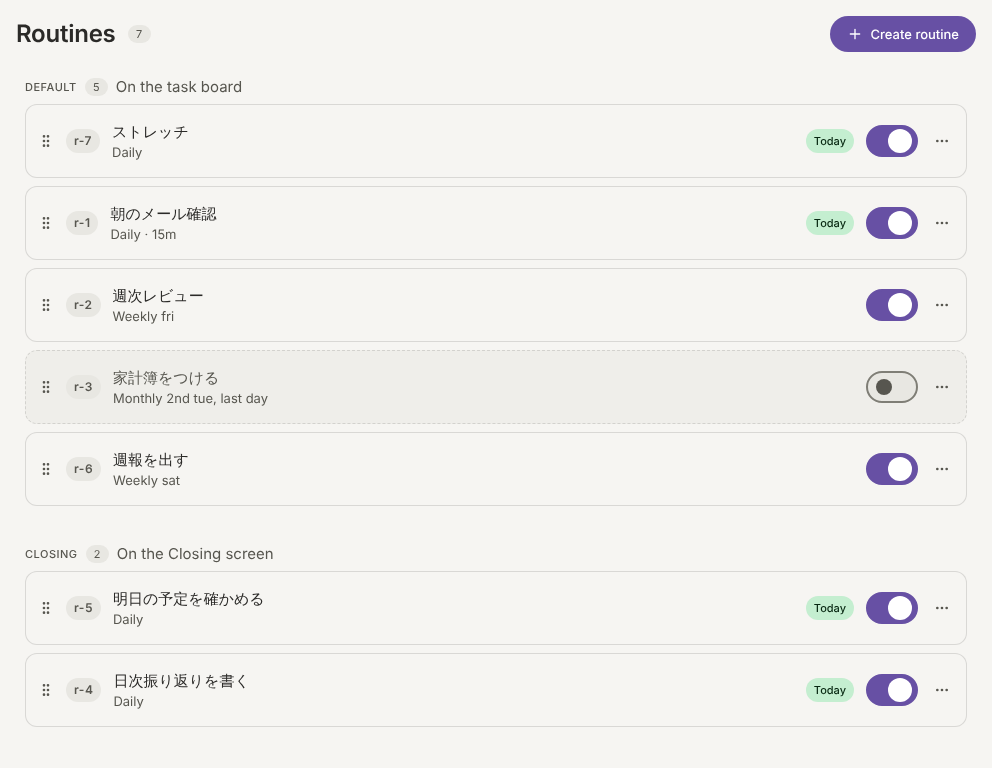 Routines 7
+ Create routine
DEFAULT 5 On the task board
r-7 ストレッチ Today
Daily
r-1 朝のメール確認 Today
Daily · 15m
r-2 週次レビュー
Weekly fri
r-3 家計簿をつける
Monthly 2nd tue, last day
r-6 週報を出す
Weekly sat
CLOSING 2 On the Closing screen
r-5 明日の予定を確かめる Today
Daily
r-4 日次振り返りを書く Today
Daily